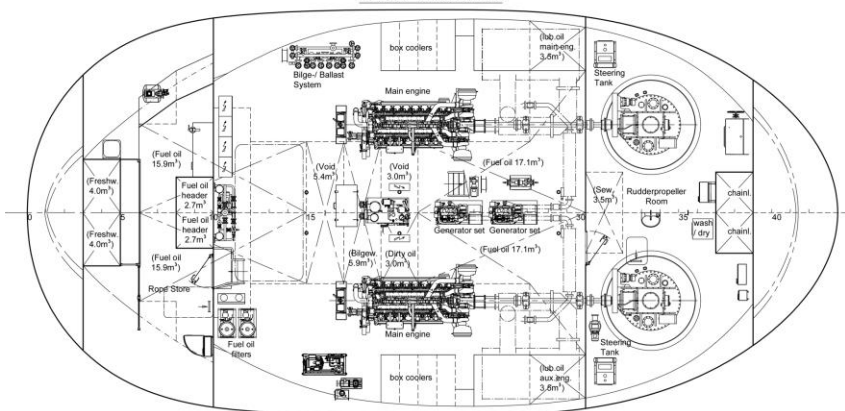 box coolers
(lub.oil
main eng.
3.5m³)
Steering
Tank
Bilge-/ Ballast
System
Main engine
(Fuel oil
15.9m³)
(Void
5.4m³)
(Void
3.0m³)
(Fuel oil 17.1m³)
(Freshw.
4.0m³)
Fuel oil
header
2.7m³
(Sew.
3.5m³)
Rudderpropeller
Room
chainl.
0
5
10
15
30
35
40
(Freshw.
4.0m³)
Fuel oil
header
2.7m³
Generator set
Generator set
wash
/ dry
chainl.
(Fuel oil
15.9m³)
(Bilgew.
5.9m³)
(Dirty oil
3.0m³)
(Fuel oil 17.1m³)
Rope Store
Main engine
Fuel oil
filters
Steering
Tank
box coolers
(lub.oil
aux.eng.
3.5m³)